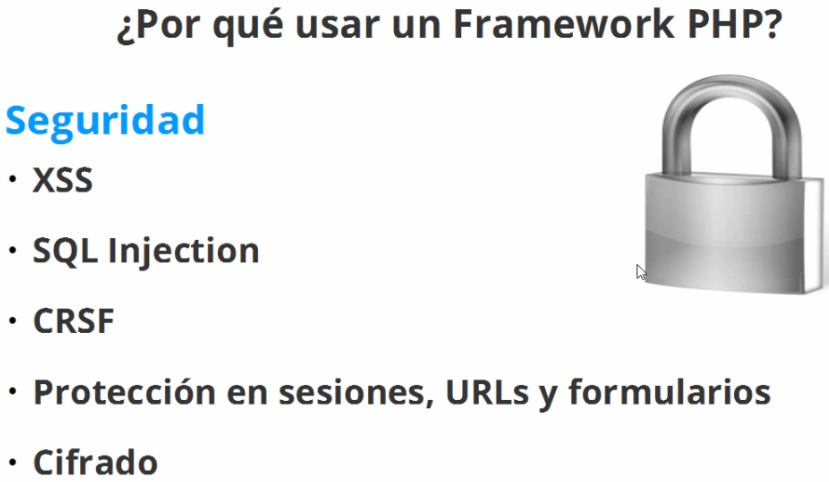 ¿Por qué usar un Framework PHP?
Seguridad
· XSS
· SQL Injection
· CRSF
· Protección en sesiones, URLs y formularios
· Cifrado